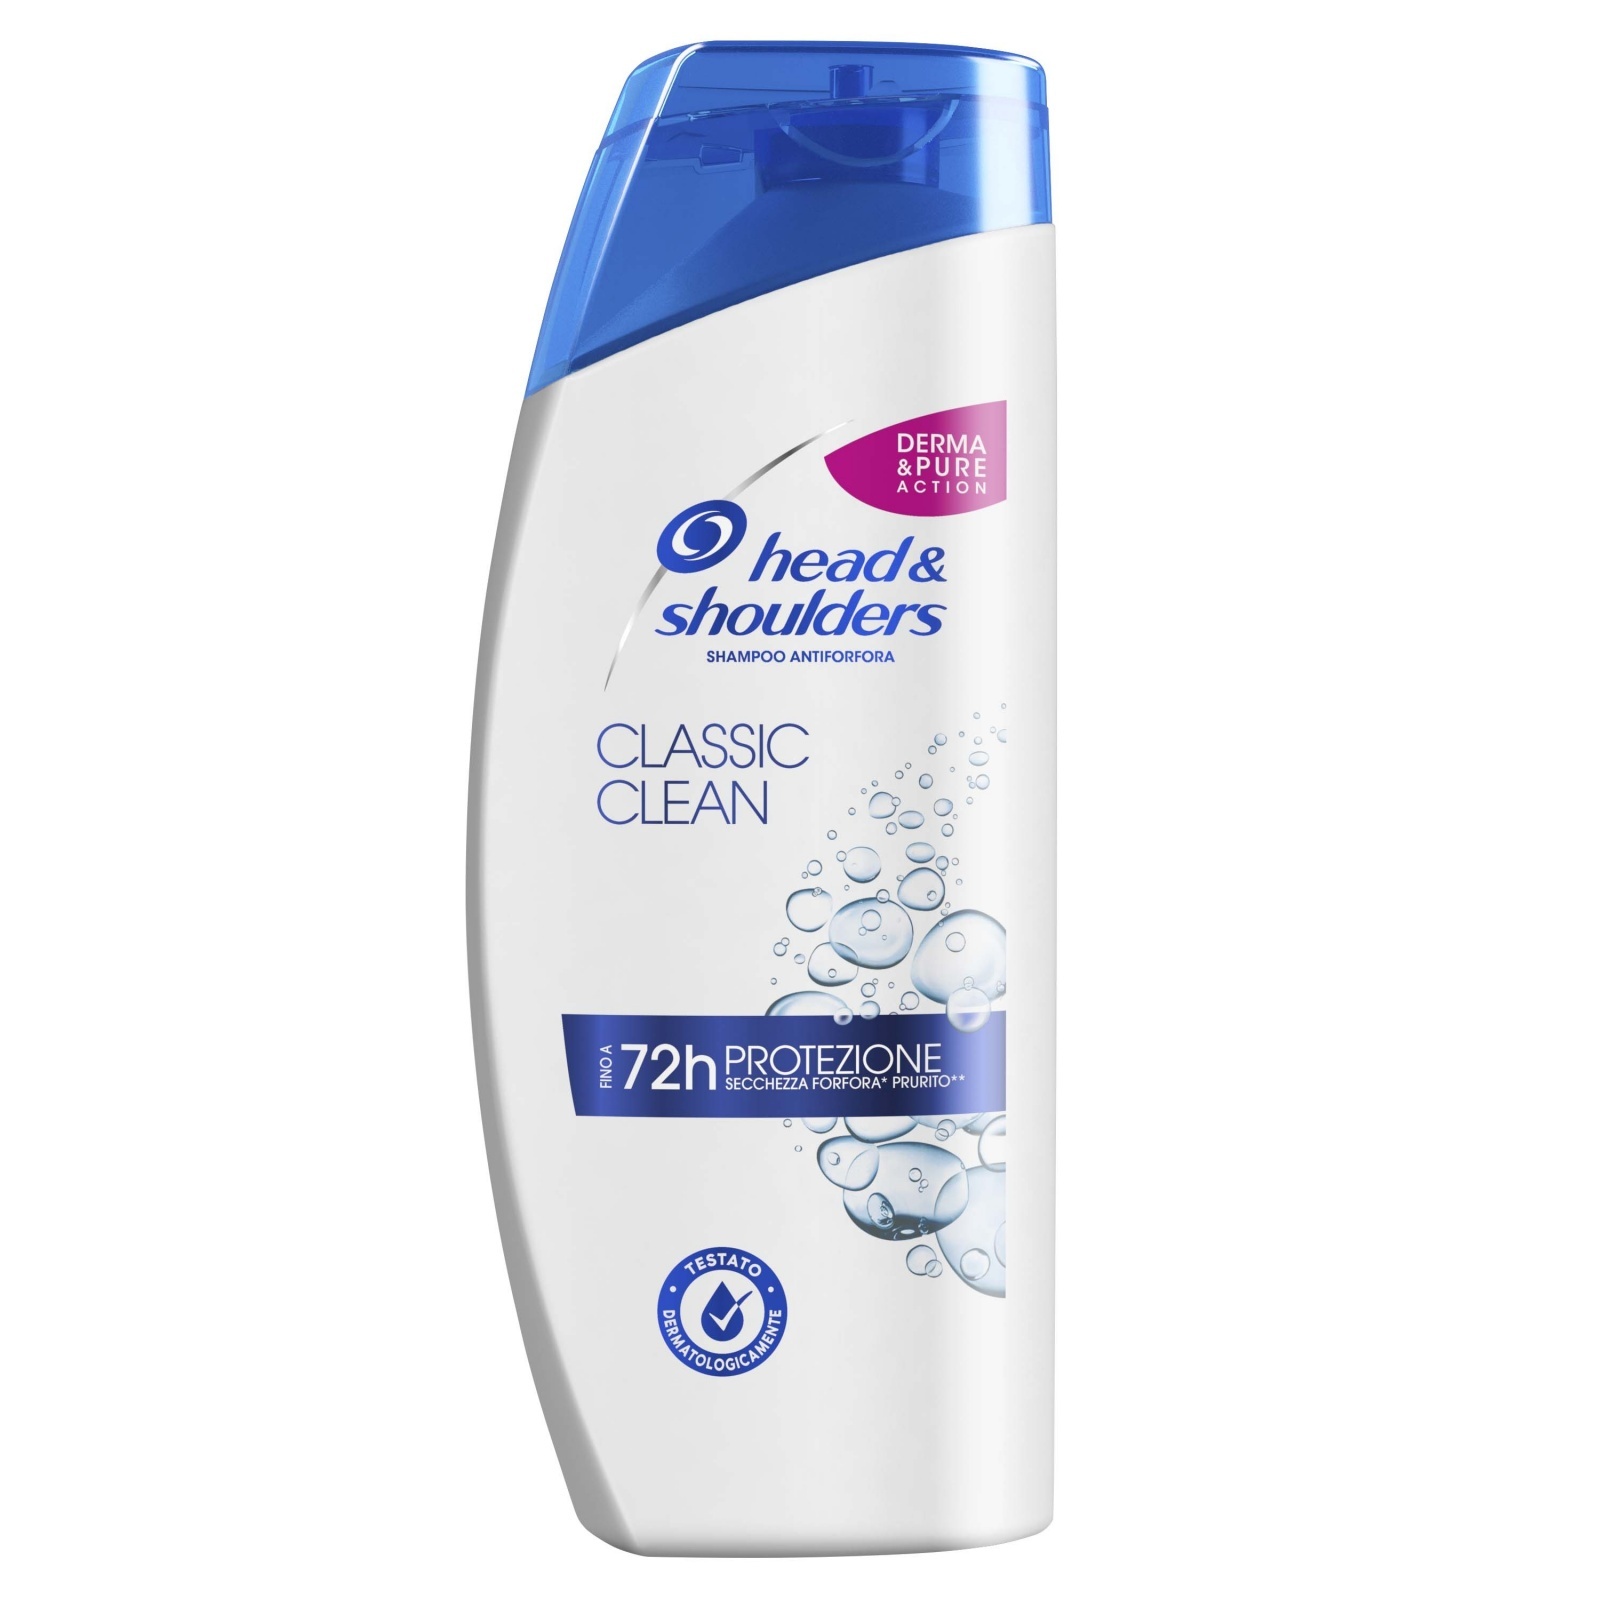 DERMA
&PURE
ACTION
head&
shoulders
SHAMPOO ANTIFORFORA
CLASSIC
CLEAN
FINO A
72h PROTEZIONE
SECCHEZZA FORFORA* PRURITO**
TESTATO
DERMATOLOGICAMENTE